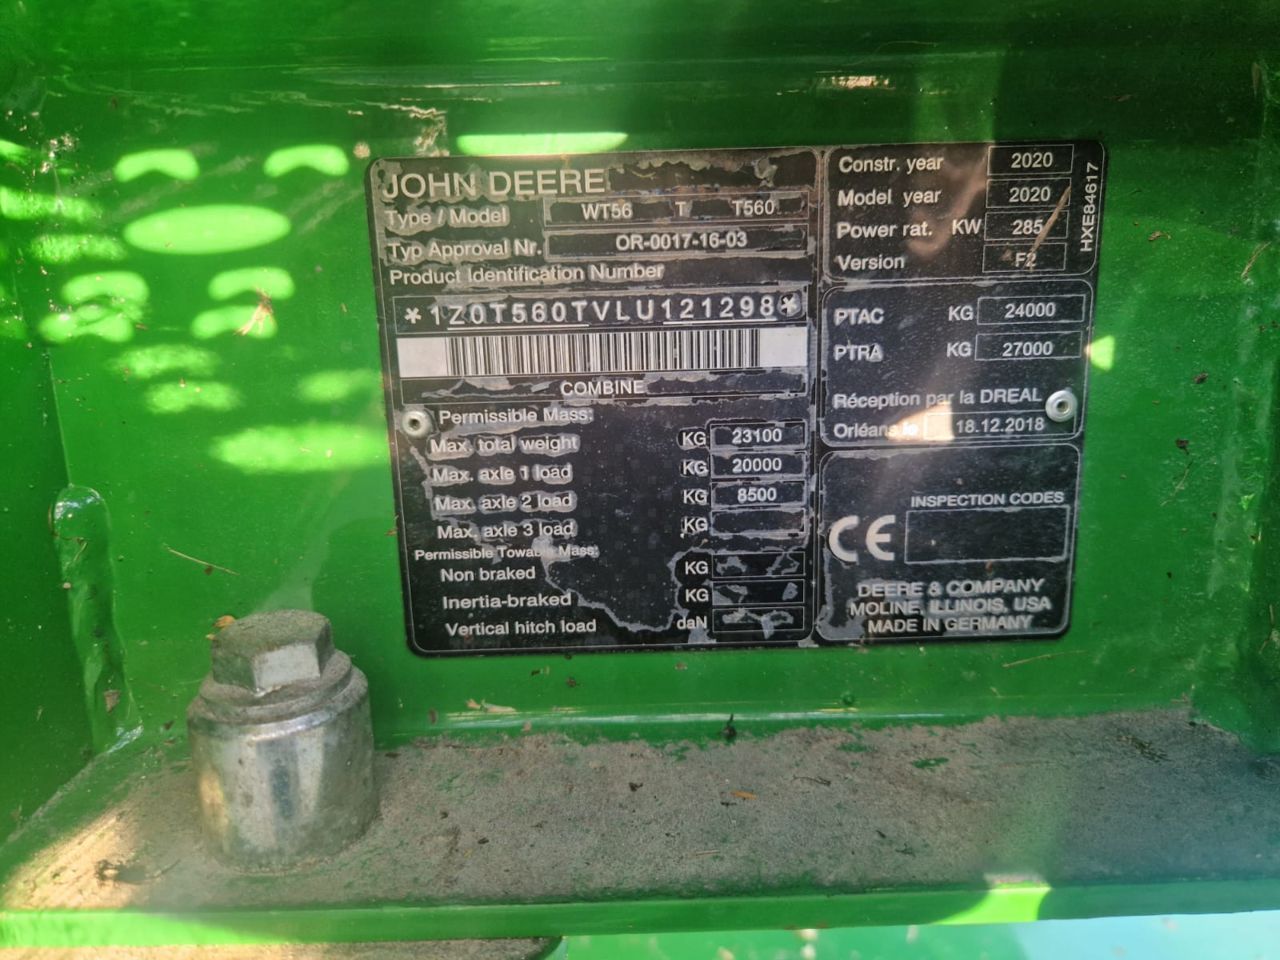 JOHN DEERE
Type / Model WT56 T T560
Typ Approval Nr. OR-0017-16-03
Product Identification Number
*1Z0T560TVLU121298*
COMBINE
Permissible Mass:
Max. total weight KG 23100
Max. axle 1 load KG 20000
Max. axle 2 load KG 8500
Max. axle 3 load KG
Permissible Towable Mass:
Non braked KG
Inertia-braked KG
Vertical hitch load daN
Constr. year 2020
Model year 2020
Power rat. KW 285
Version F2
HXE84617
PTAC KG 24000
PTRA KG 27000
Réception par la DREAL
Orléans le 18.12.2018
INSPECTION CODES
CE
DEERE & COMPANY
MOLINE, ILLINOIS, USA
MADE IN GERMANY